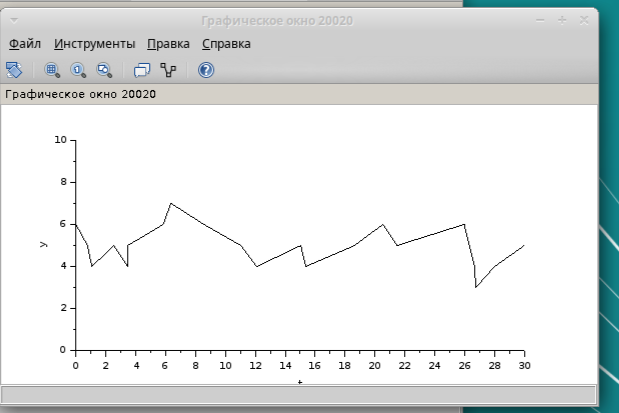 Графическое окно 20020
Файл Инструменты Правка Справка
Графическое окно 20020
10
8
6
y
4
2
0
0 2 4 6 8 10 12 14 16 18 20 22 24 26 28 30
t